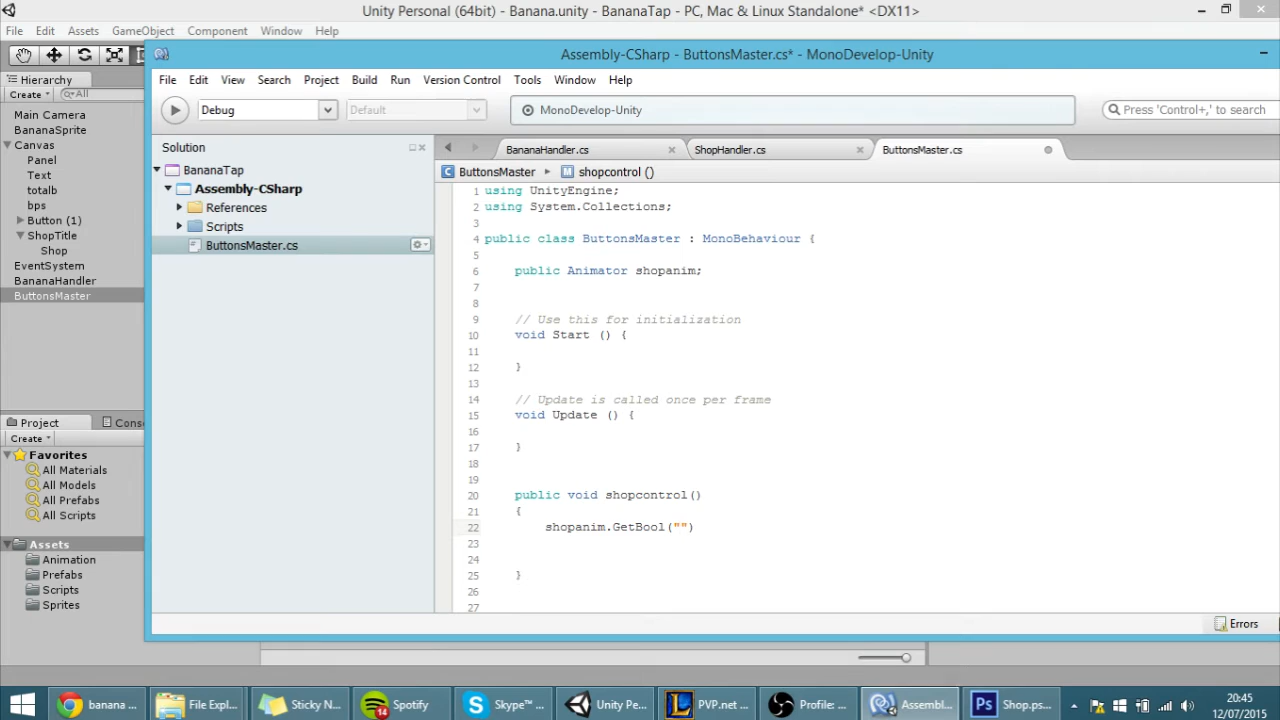 Unity Personal (64bit) - Banana.unity - BananaTap - PC, Mac & Linux Standalone* <DX11>
File Edit Assets GameObject Component Window Help
Assembly-CSharp - ButtonsMaster.cs* - MonoDevelop-Unity
File Edit View Search Project Build Run Version Control Tools Window Help
Debug Default MonoDevelop-Unity Press 'Control+,' to search
Hierarchy
Create All
Main Camera
BananaSprite
Canvas
Panel
Text
totalb
bps
Button (1)
ShopTitle
Shop
EventSystem
BananaHandler
ButtonsMaster
Project Conso
Create
Favorites
All Materials
All Models
All Prefabs
All Scripts
Assets
Animation
Prefabs
Scripts
Sprites
Solution
BananaTap
Assembly-CSharp
References
Scripts
ButtonsMaster.cs
BananaHandler.cs ShopHandler.cs ButtonsMaster.cs
ButtonsMaster shopcontrol ()
1 using UnityEngine;
2 using System.Collections;
3
4 public class ButtonsMaster : MonoBehaviour {
5
6 public Animator shopanim;
7
8
9 // Use this for initialization
10 void Start () {
11
12 }
13
14 // Update is called once per frame
15 void Update () {
16
17 }
18
19
20 public void shopcontrol()
21 {
22 shopanim.GetBool("")
23
24
25 }
26
27
Errors
banana ... File Expl... Sticky N... Spotify Skype™ ... Unity Pe... PVP.net ... Profile: ... Assembl... Shop.ps...
14
Ps
20:45
12/07/2015